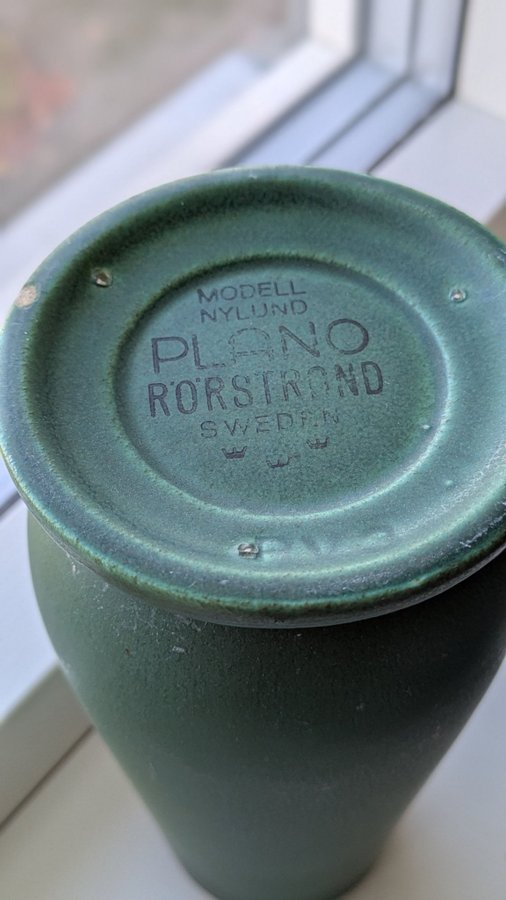 MODELL
NYLUND
PLANO
RÖRSTRAND
SWEDEN